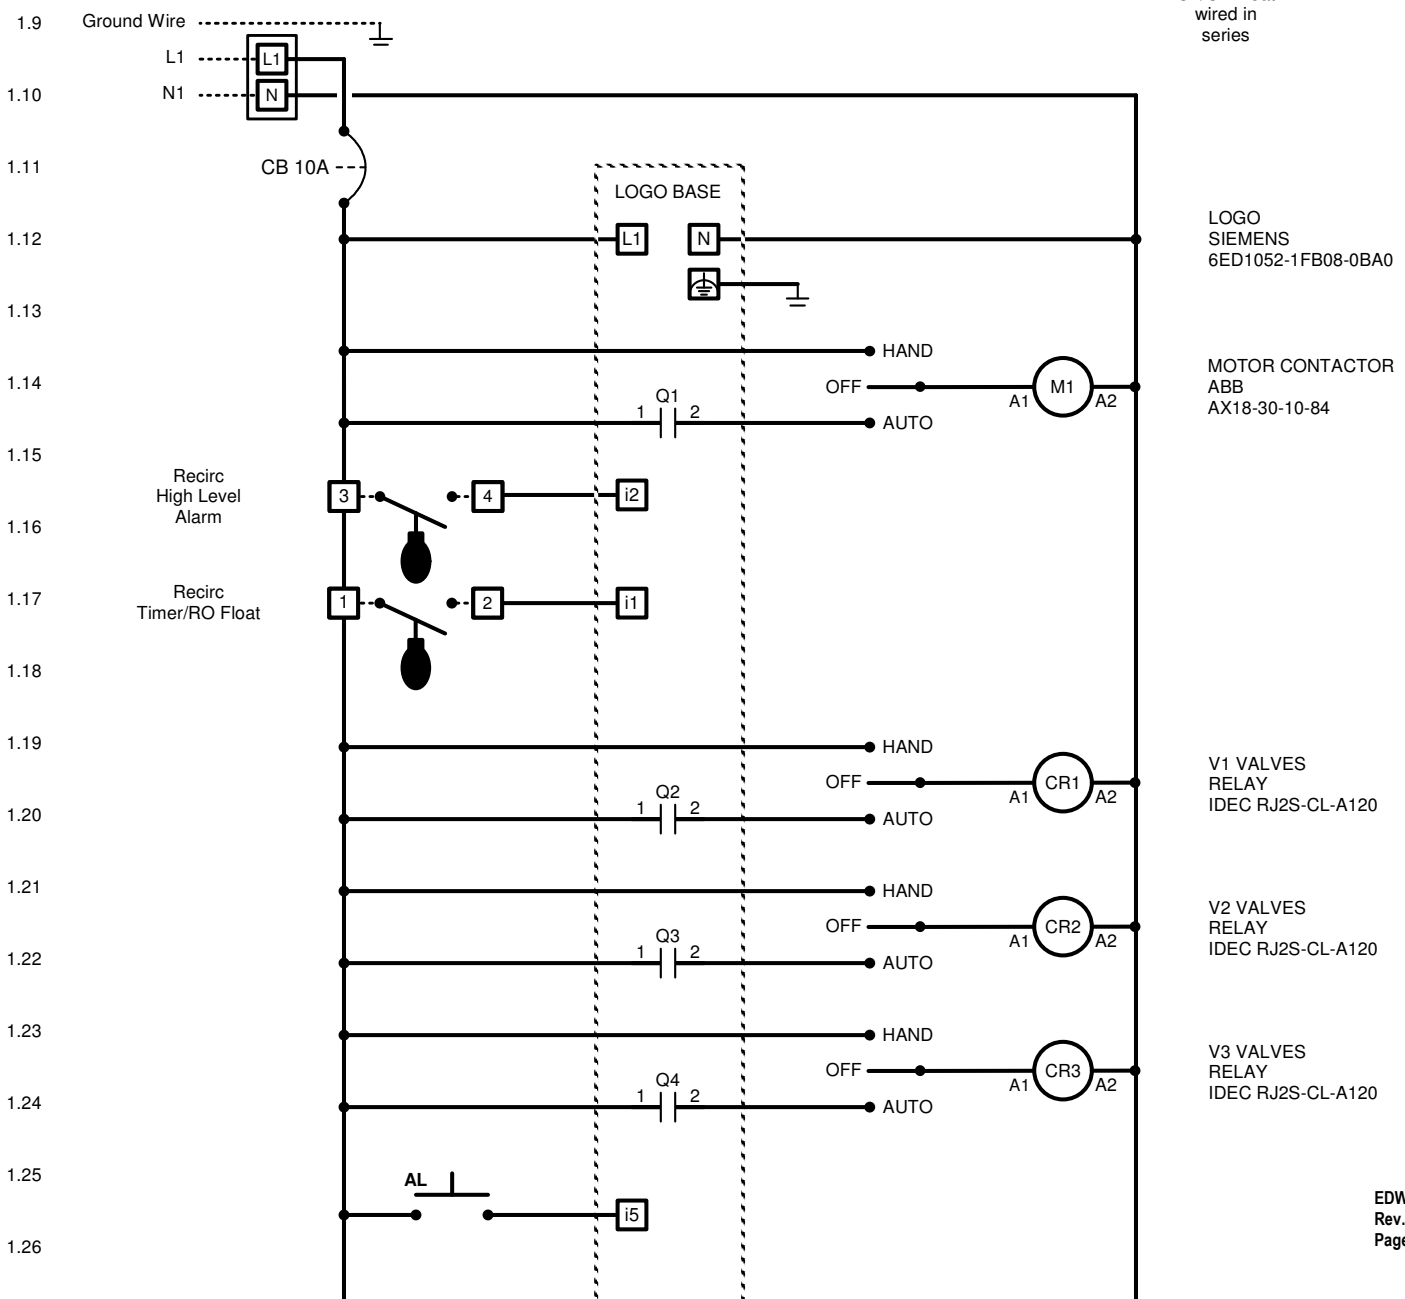 wired in
series
1.9 Ground Wire
L1 L1
1.10 N1 N
1.11 CB 10A
LOGO BASE
1.12 L1 N
LOGO
SIEMENS
6ED1052-1FB08-0BA0
1.13
HAND
1.14 OFF M1
A1 A2
MOTOR CONTACTOR
ABB
AX18-30-10-84
Q1
1 2
AUTO
1.15
Recirc
High Level
Alarm
3 4 i2
1.16
1.17
Recirc
Timer/RO Float
1 2 i1
1.18
1.19 HAND
OFF CR1
A1 A2
V1 VALVES
RELAY
IDEC RJ2S-CL-A120
Q2
1.20 1 2
AUTO
1.21 HAND
OFF CR2
A1 A2
V2 VALVES
RELAY
IDEC RJ2S-CL-A120
Q3
1.22 1 2
AUTO
1.23 HAND
OFF CR3
A1 A2
V3 VALVES
RELAY
IDEC RJ2S-CL-A120
Q4
1.24 1 2
AUTO
1.25
AL
i5
1.26
EDW
Rev.
Page